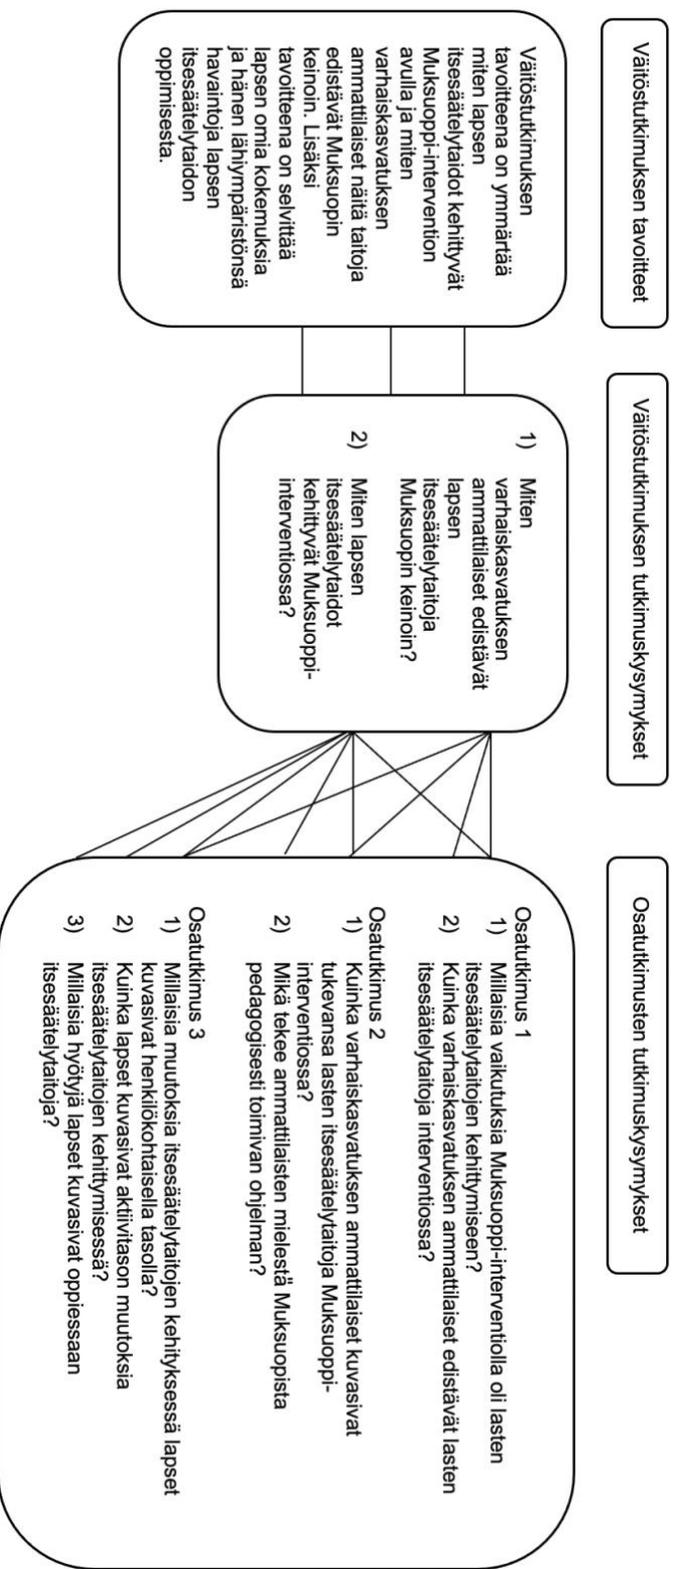 Väitöstutkimuksen tavoitteet
Väitöstutkimuksen
tavoitteena on ymmärtää
miten lapsen
itsesäätelytaidot kehittyvät
Muksuoppi-intervention
avulla ja miten
varhaiskasvatuksen
ammattilaiset näitä taitoja
edistävät Muksuopin
keinoin. Lisäksi
tavoitteena on selvittää
lapsen omia kokemuksia
ja hänen lähiympäristönsä
havaintoja lapsen
itsesäätelytaidon
oppimisesta.
Väitöstutkimuksen tutkimuskysymykset
1) Miten
varhaiskasvatuksen
ammattilaiset edistävät
lapsen
itsesäätelytaitoja
Muksuopin keinoin?
2) Miten lapsen
itsesäätelytaidot
kehittyvät Muksuoppi-
interventiossa?
Osatutkimusten tutkimuskysymykset
Osatutkimus 1
1) Millaisia vaikutuksia Muksuoppi-interventiolla oli lasten
itsesäätelytaitojen kehittymiseen?
2) Kuinka varhaiskasvatuksen ammattilaiset edistävät lasten
itsesäätelytaitoja interventiossa?
Osatutkimus 2
1) Kuinka varhaiskasvatuksen ammattilaiset kuvasivat
tukevansa lasten itsesäätelytaitoja Muksuoppi-
interventiossa?
2) Mikä tekee ammattilaisten mielestä Muksuopista
pedagogisesti toimivan ohjelman?
Osatutkimus 3
1) Millaisia muutoksia itsesäätelytaitojen kehityksessä lapset
kuvasivat henkilökohtaisella tasolla?
2) Kuinka lapset kuvasivat aktiivitason muutoksia
itsesäätelytaitojen kehittymisessä?
3) Millaisia hyötyjä lapset kuvasivat oppiessaan
itsesäätelytaitoja?